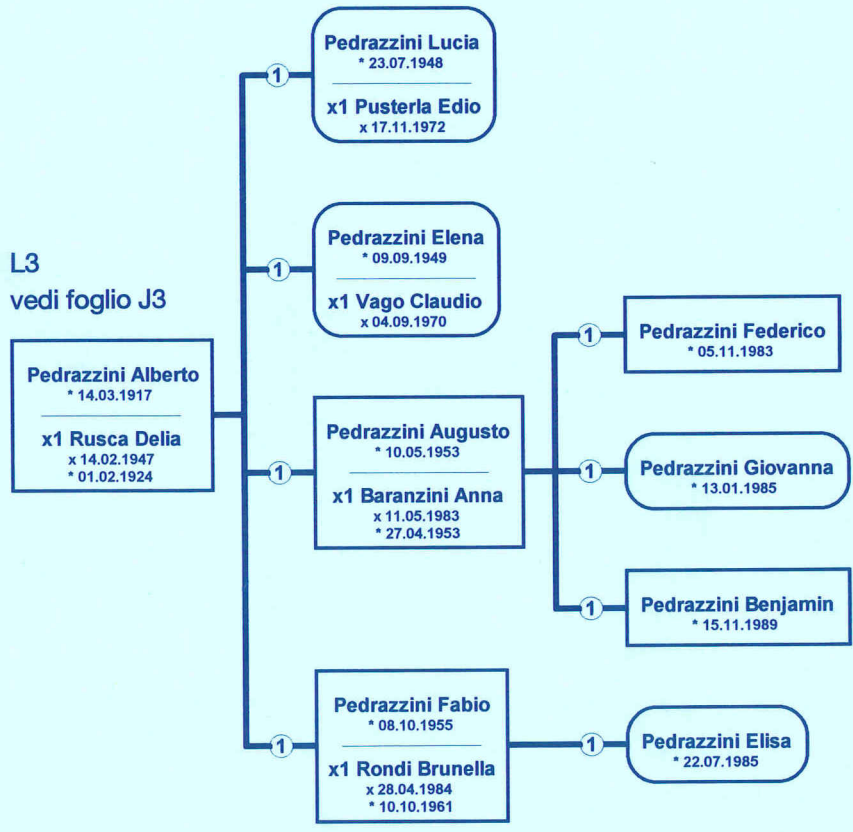 L3
vedi foglio J3
Pedrazzini Alberto
* 14.03.1917
x1 Rusca Delia
x 14.02.1947
* 01.02.1924
1
Pedrazzini Lucia
* 23.07.1948
x1 Pusterla Edio
x 17.11.1972
1
Pedrazzini Elena
* 09.09.1949
x1 Vago Claudio
x 04.09.1970
1
Pedrazzini Augusto
* 10.05.1953
x1 Baranzini Anna
x 11.05.1983
* 27.04.1953
1
Pedrazzini Federico
* 05.11.1983
1
Pedrazzini Giovanna
* 13.01.1985
1
Pedrazzini Benjamin
* 15.11.1989
1
Pedrazzini Fabio
* 08.10.1955
x1 Rondi Brunella
x 28.04.1984
* 10.10.1961
1
Pedrazzini Elisa
* 22.07.1985